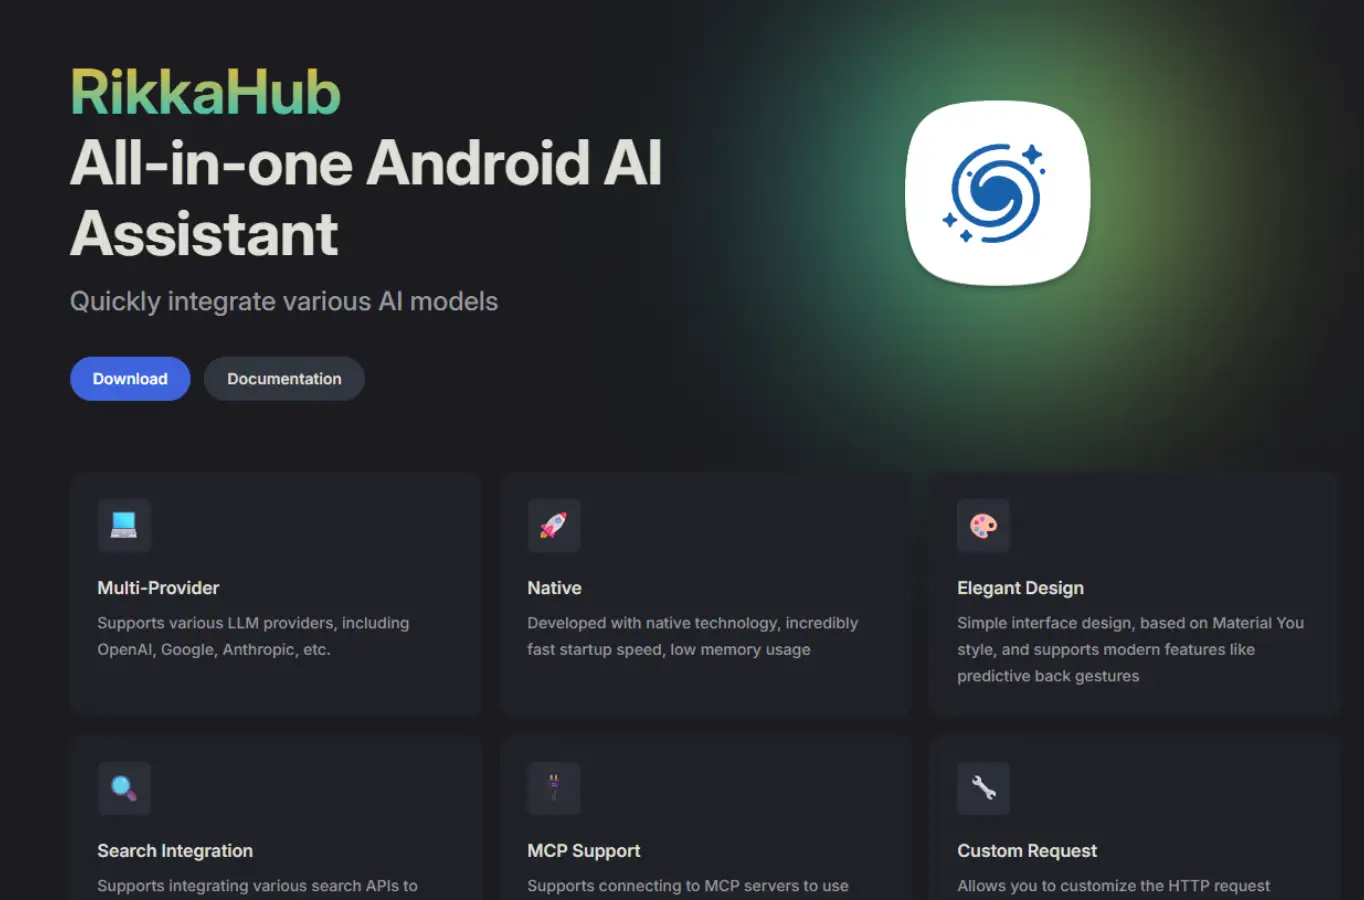 RikkaHub
All-in-one Android AI
Assistant
Quickly integrate various AI models
Download
Documentation
Multi-Provider
Supports various LLM providers, including
OpenAI, Google, Anthropic, etc.
Native
Developed with native technology, incredibly
fast startup speed, low memory usage
Elegant Design
Simple interface design, based on Material You
style, and supports modern features like
predictive back gestures
Search Integration
Supports integrating various search APIs to
MCP Support
Supports connecting to MCP servers to use
Custom Request
Allows you to customize the HTTP request